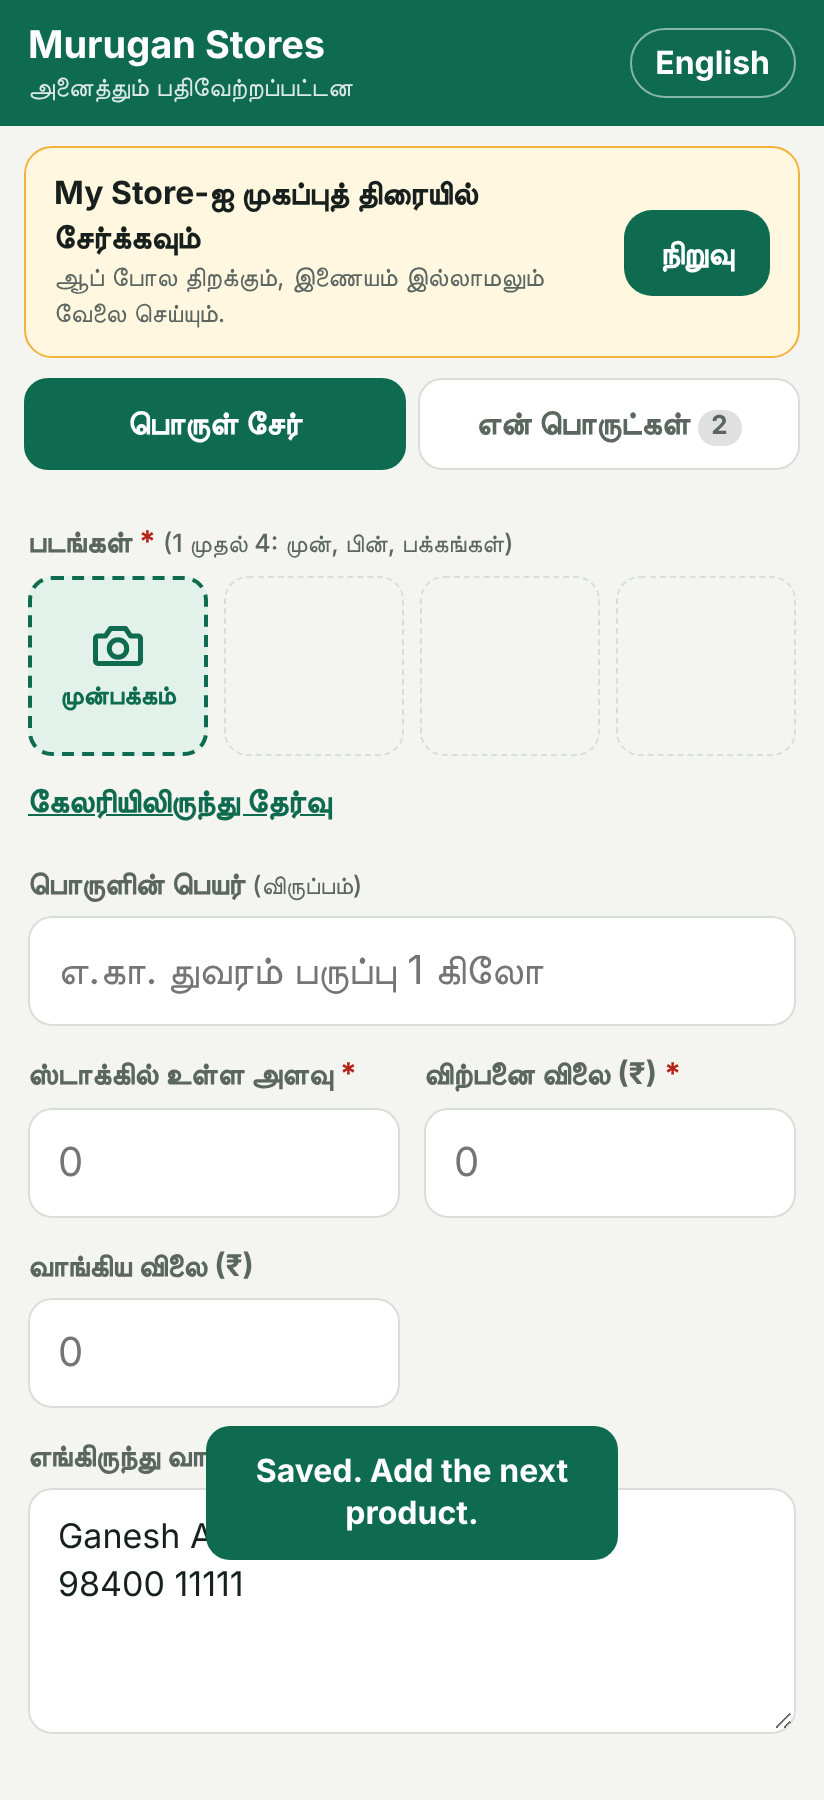 Murugan Stores
அனைத்தும் பதிவேற்றப்பட்டன
English
My Store-ஐ முகப்புத் திரையில்
சேர்க்கவும்
ஆப் போல திறக்கும், இணையம் இல்லாமலும்
வேலை செய்யும்.
நிறுவு
பொருள் சேர்
என் பொருட்கள் 2
படங்கள் * (1 முதல் 4: முன், பின், பக்கங்கள்)
முன்பக்கம்
கேலரியிலிருந்து தேர்வு
பொருளின் பெயர் (விருப்பம்)
எ.கா. துவரம் பருப்பு 1 கிலோ
ஸ்டாக்கில் உள்ள அளவு *
விற்பனை விலை (₹) *
0
0
வாங்கிய விலை (₹)
0
எங்கிருந்து
Saved. Add the next
product.
Ganesh
98400 11111